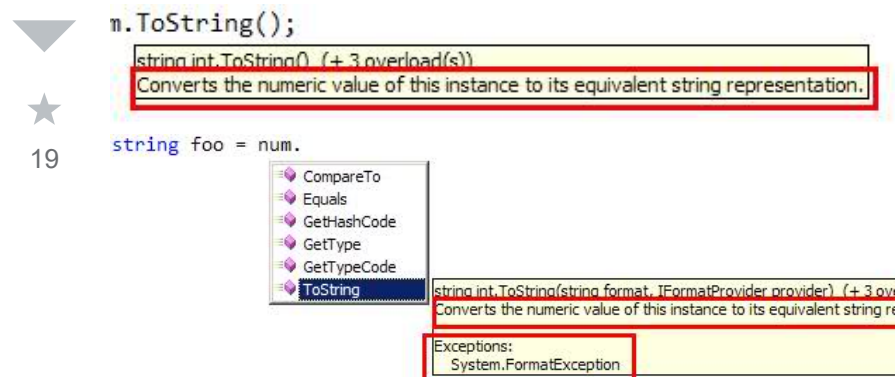 m.ToString();
string int.ToString() (+ 3 overload(s))
Converts the numeric value of this instance to its equivalent string representation.
19
string foo = num.
CompareTo
Equals
GetHashCode
GetType
GetTypeCode
ToString
string int.ToString(string format, IFormatProvider provider) (+ 3 ove
Converts the numeric value of this instance to its equivalent string re
Exceptions:
System.FormatException